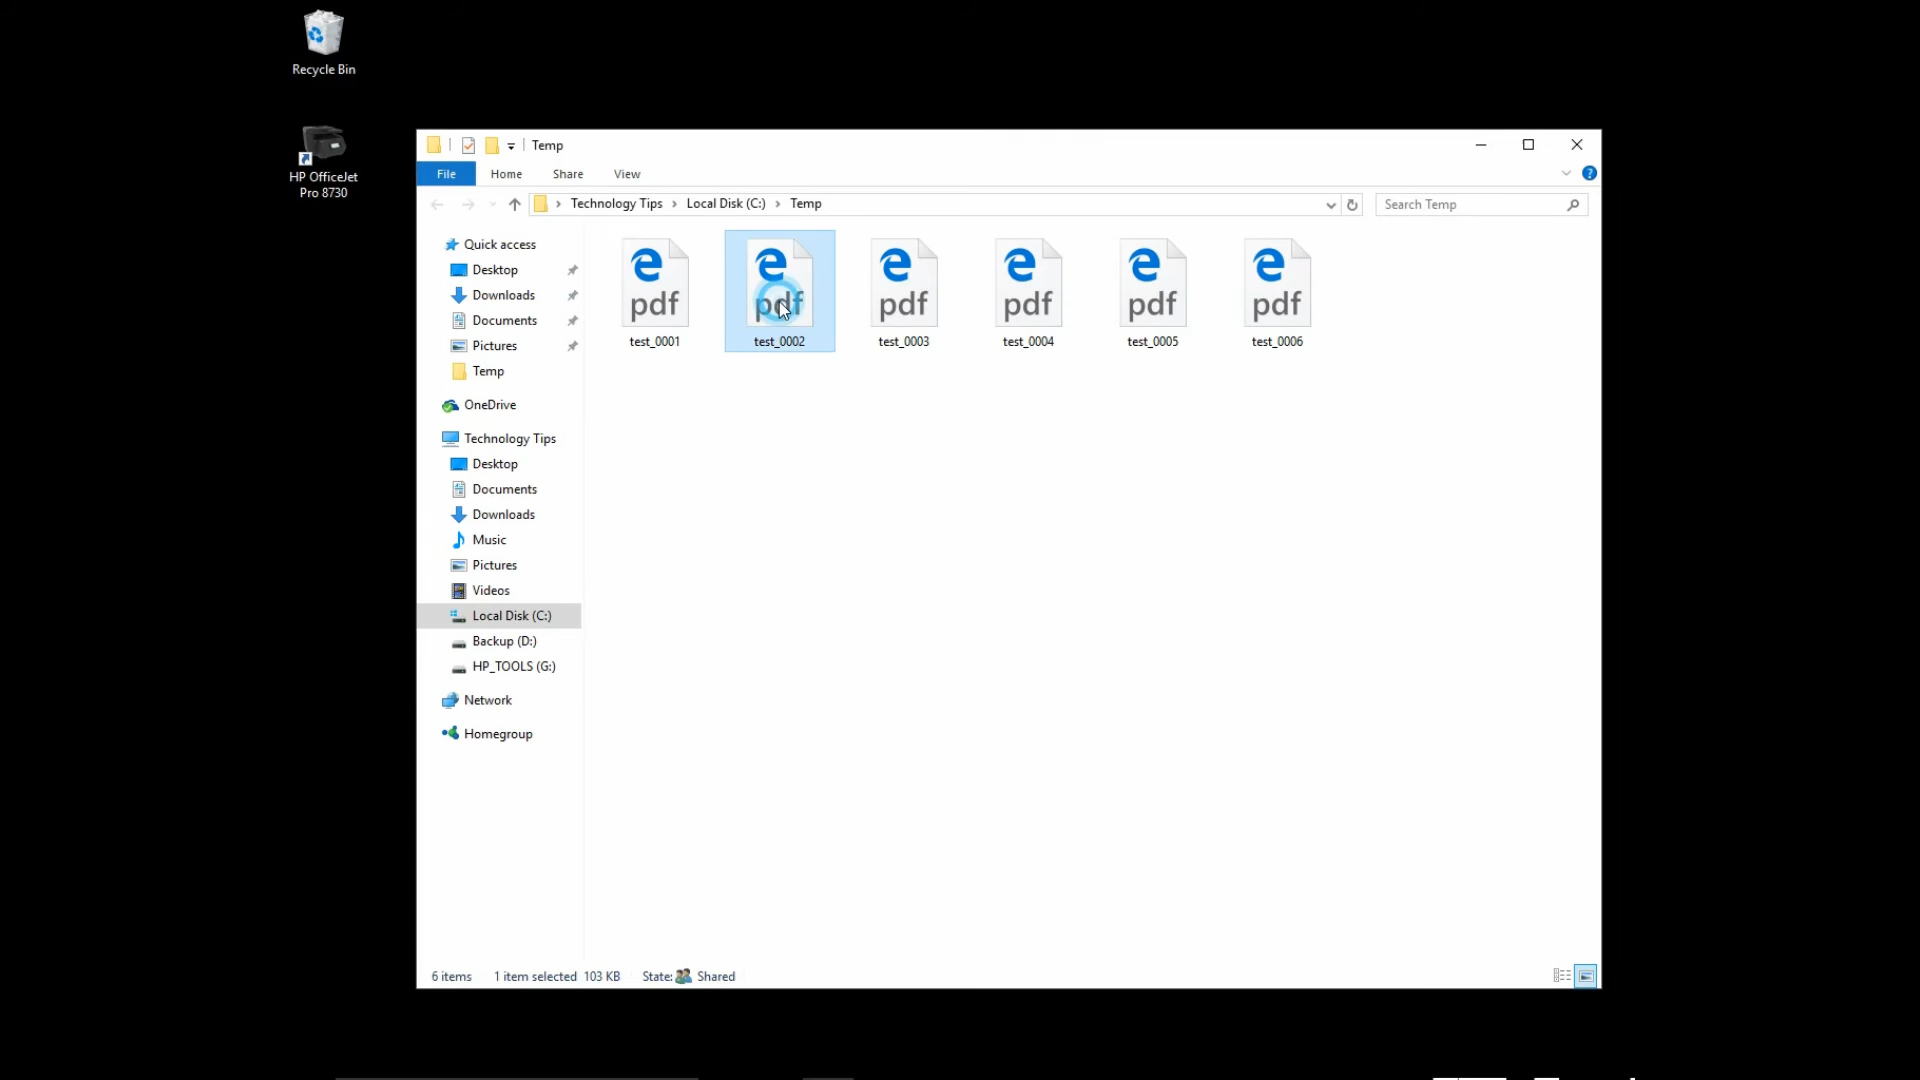 Recycle Bin
HP OfficeJet
Pro 8730
Temp
File Home Share View
?
Technology Tips Local Disk (C:) Temp
Search Temp
Quick access
Desktop
Downloads
Documents
Pictures
Temp
OneDrive
Technology Tips
Desktop
Documents
Downloads
Music
Pictures
Videos
Local Disk (C:)
Backup (D:)
HP_TOOLS (G:)
Network
Homegroup
pdf pdf pdf pdf pdf pdf
test_0001 test_0002 test_0003 test_0004 test_0005 test_0006
6 items 1 item selected 103 KB State: Shared